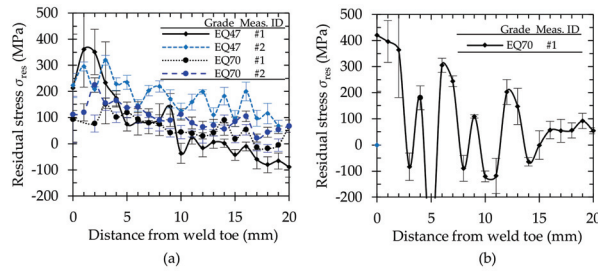 Grade Meas. ID
EQ47 #1
EQ47 #2
EQ70 #1
EQ70 #2
500
400
300
200
100
0
-100
-200
0 5 10 15 20
Residual stress σres (MPa)
Distance from weld toe (mm)
(a)
Grade Meas. ID
EQ70 #1
500
400
300
200
100
0
-100
-200
0 5 10 15 20
Residual stress σres (MPa)
Distance from weld toe (mm)
(b)